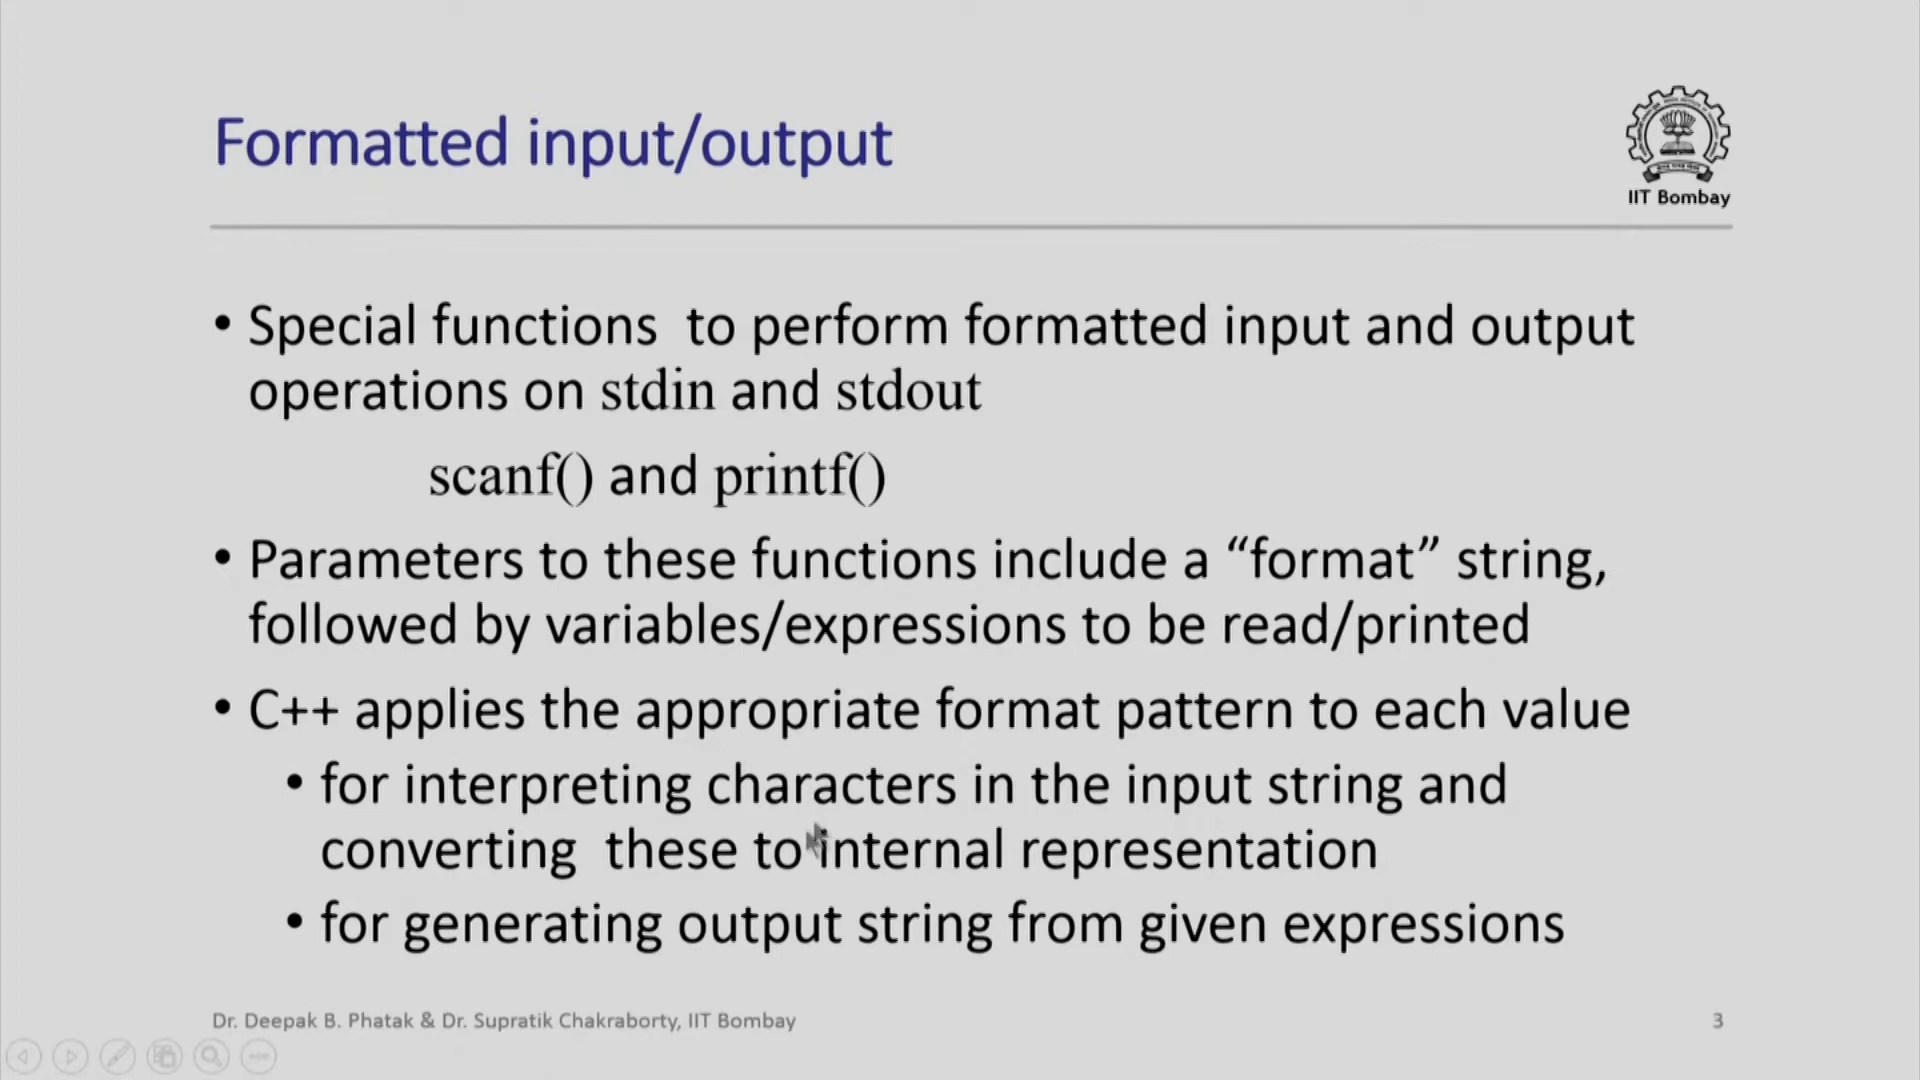 Formatted input/output
IIT Bombay
• Special functions to perform formatted input and output
operations on stdin and stdout
scanf() and printf()
• Parameters to these functions include a “format” string,
followed by variables/expressions to be read/printed
• C++ applies the appropriate format pattern to each value
• for interpreting characters in the input string and
converting these to internal representation
• for generating output string from given expressions
Dr. Deepak B. Phatak & Dr. Supratik Chakraborty, IIT Bombay
3